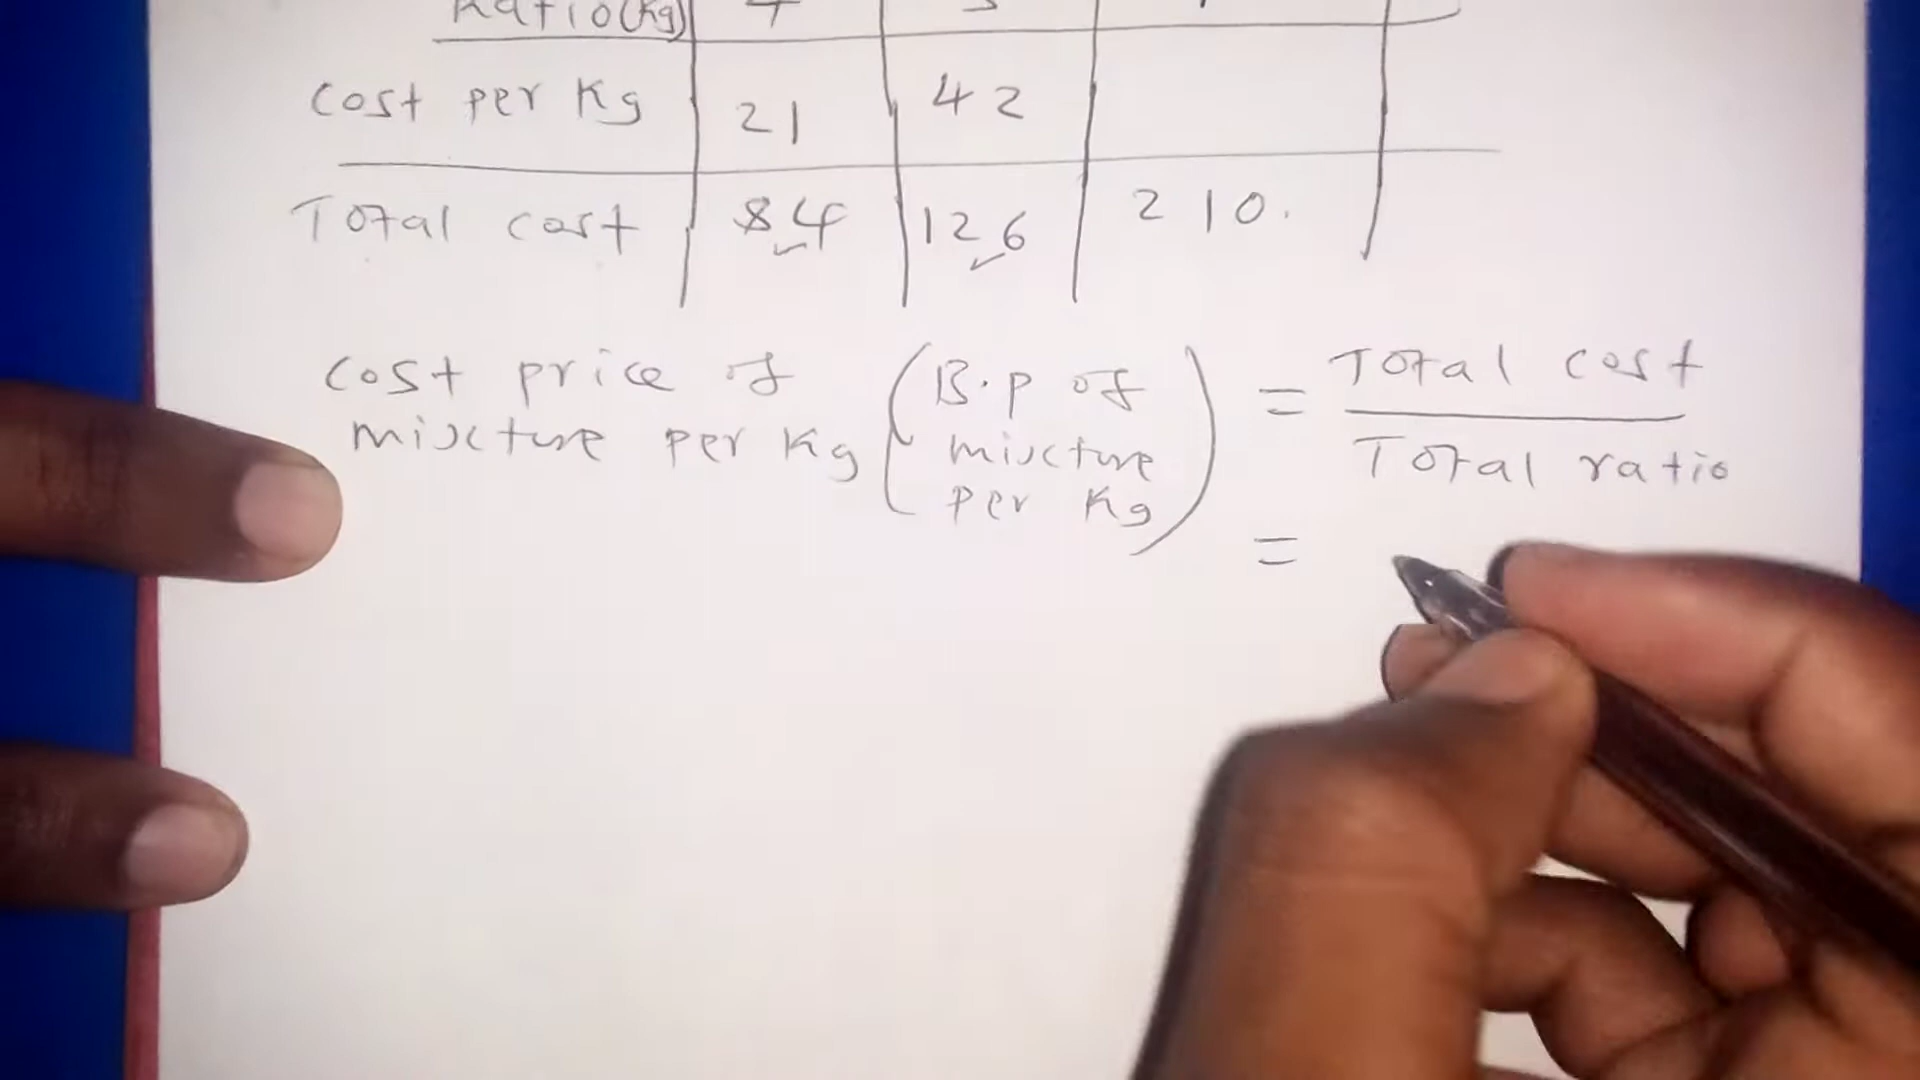 Ratio(Kg)
Cost per Kg 21 42
Total cost 84 126 210.
Cost price of (B.p of = Total cost
mixture per Kg mixture Total ratio
per Kg)
=